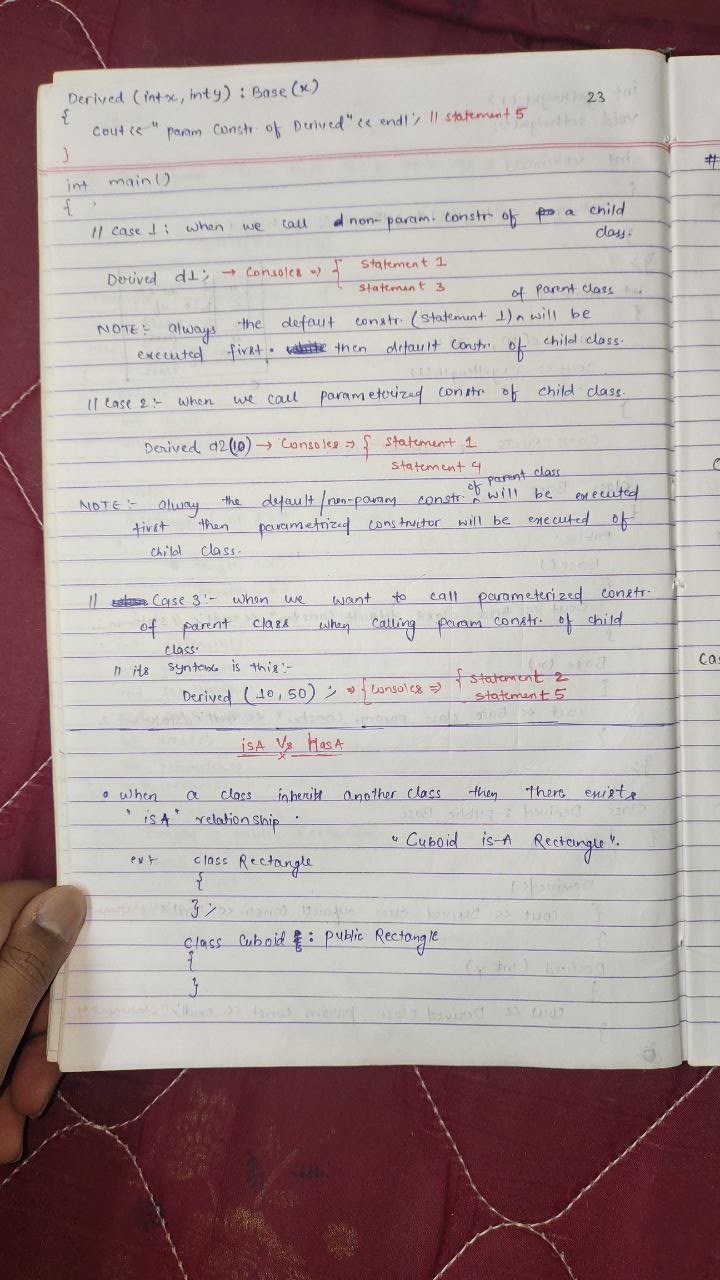 Derived (int x, int y) : Base(x)
23
{
cout << " param Constr. of Derived" << endl; // statement 5
}
#
int main()
{
// case 1: when we call non-param. constr of a child
class.
Derived d1; → Consoles => { statement 1
statement 3
of parent class
NOTE:- always the defaut constr. (statement 1) ^ will be
executed first. then default constr. of child class.
// Case 2:- when we call parameterized constr of child class.
Derived d2(10) → Consoles => { statement 1
statement 4
of parent class
NOTE:- alway the default/non-param constr. ^ will be executed
first then parametrized constructor will be executed of
child class.
// Case 3:- when we want to call parameterized constr.
of parent class when calling param constr. of child
class.
// its syntax is this:-
Derived (10, 50) ; => { Consoles => { statement 2
statement 5
isA Vs HasA
• when a class inherits another class then there exists
"isA" relationship.
"Cuboid is-A Rectangle".
class Rectangle
{
};
class Cuboid : public Rectangle
{
}